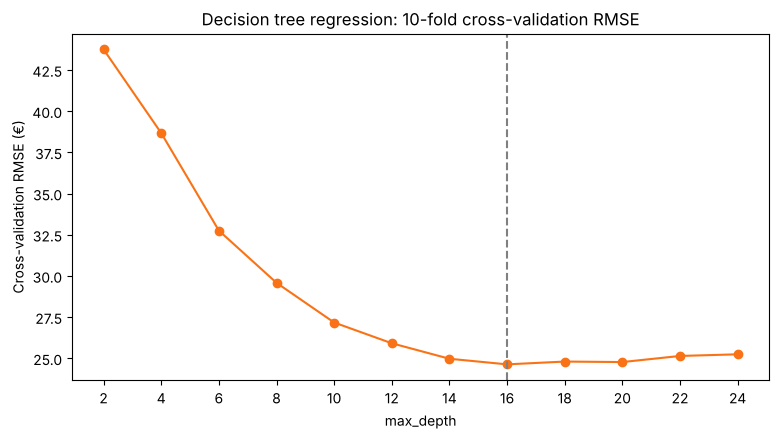 Decision tree regression: 10-fold cross-validation RMSE
Cross-validation RMSE (€)
42.5
40.0
37.5
35.0
32.5
30.0
27.5
25.0
2 4 6 8 10 12 14 16 18 20 22 24
max_depth